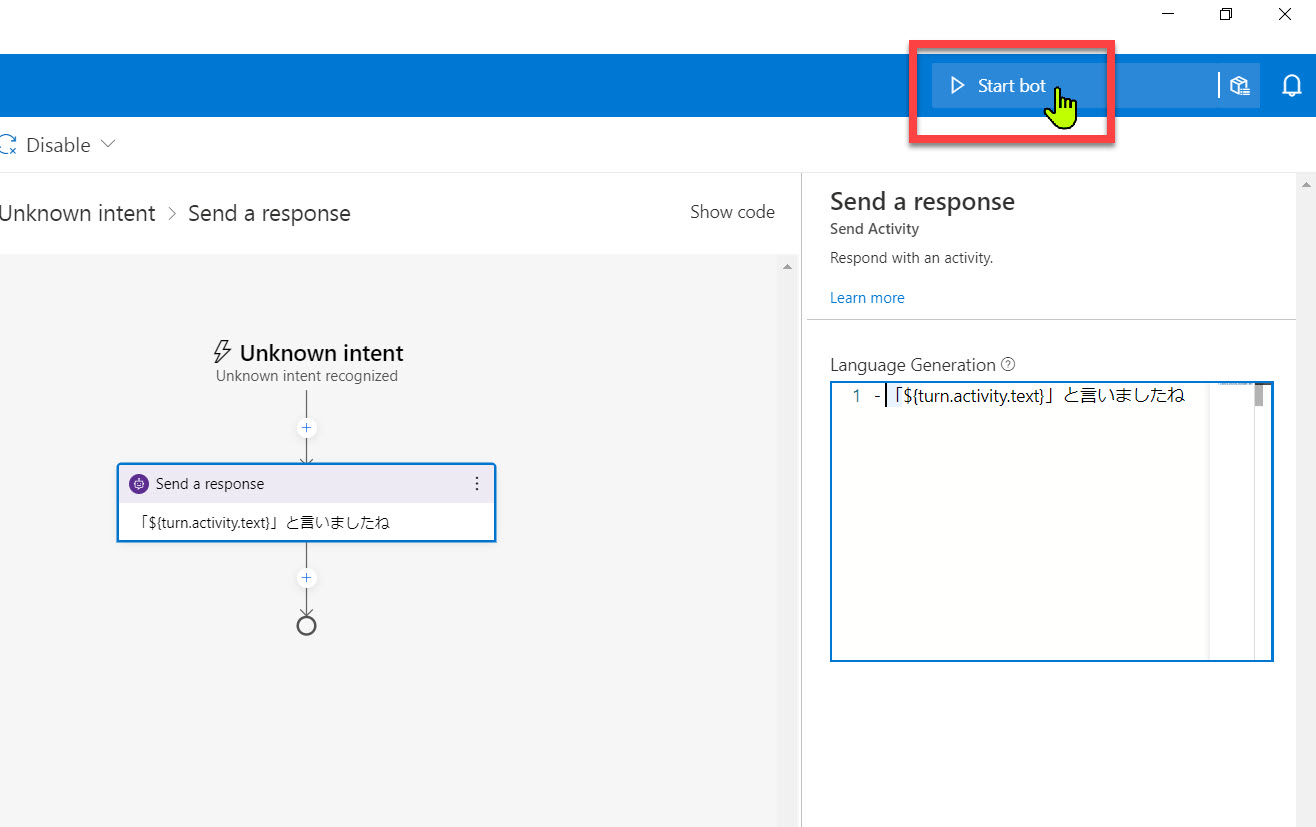 Start bot
Disable
Unknown intent > Send a response
Show code
Send a response
Send Activity
Respond with an activity.
Learn more
Unknown intent
Unknown intent recognized
Send a response
「${turn.activity.text}」と言いましたね
Language Generation
1 -「${turn.activity.text}」と言いましたね